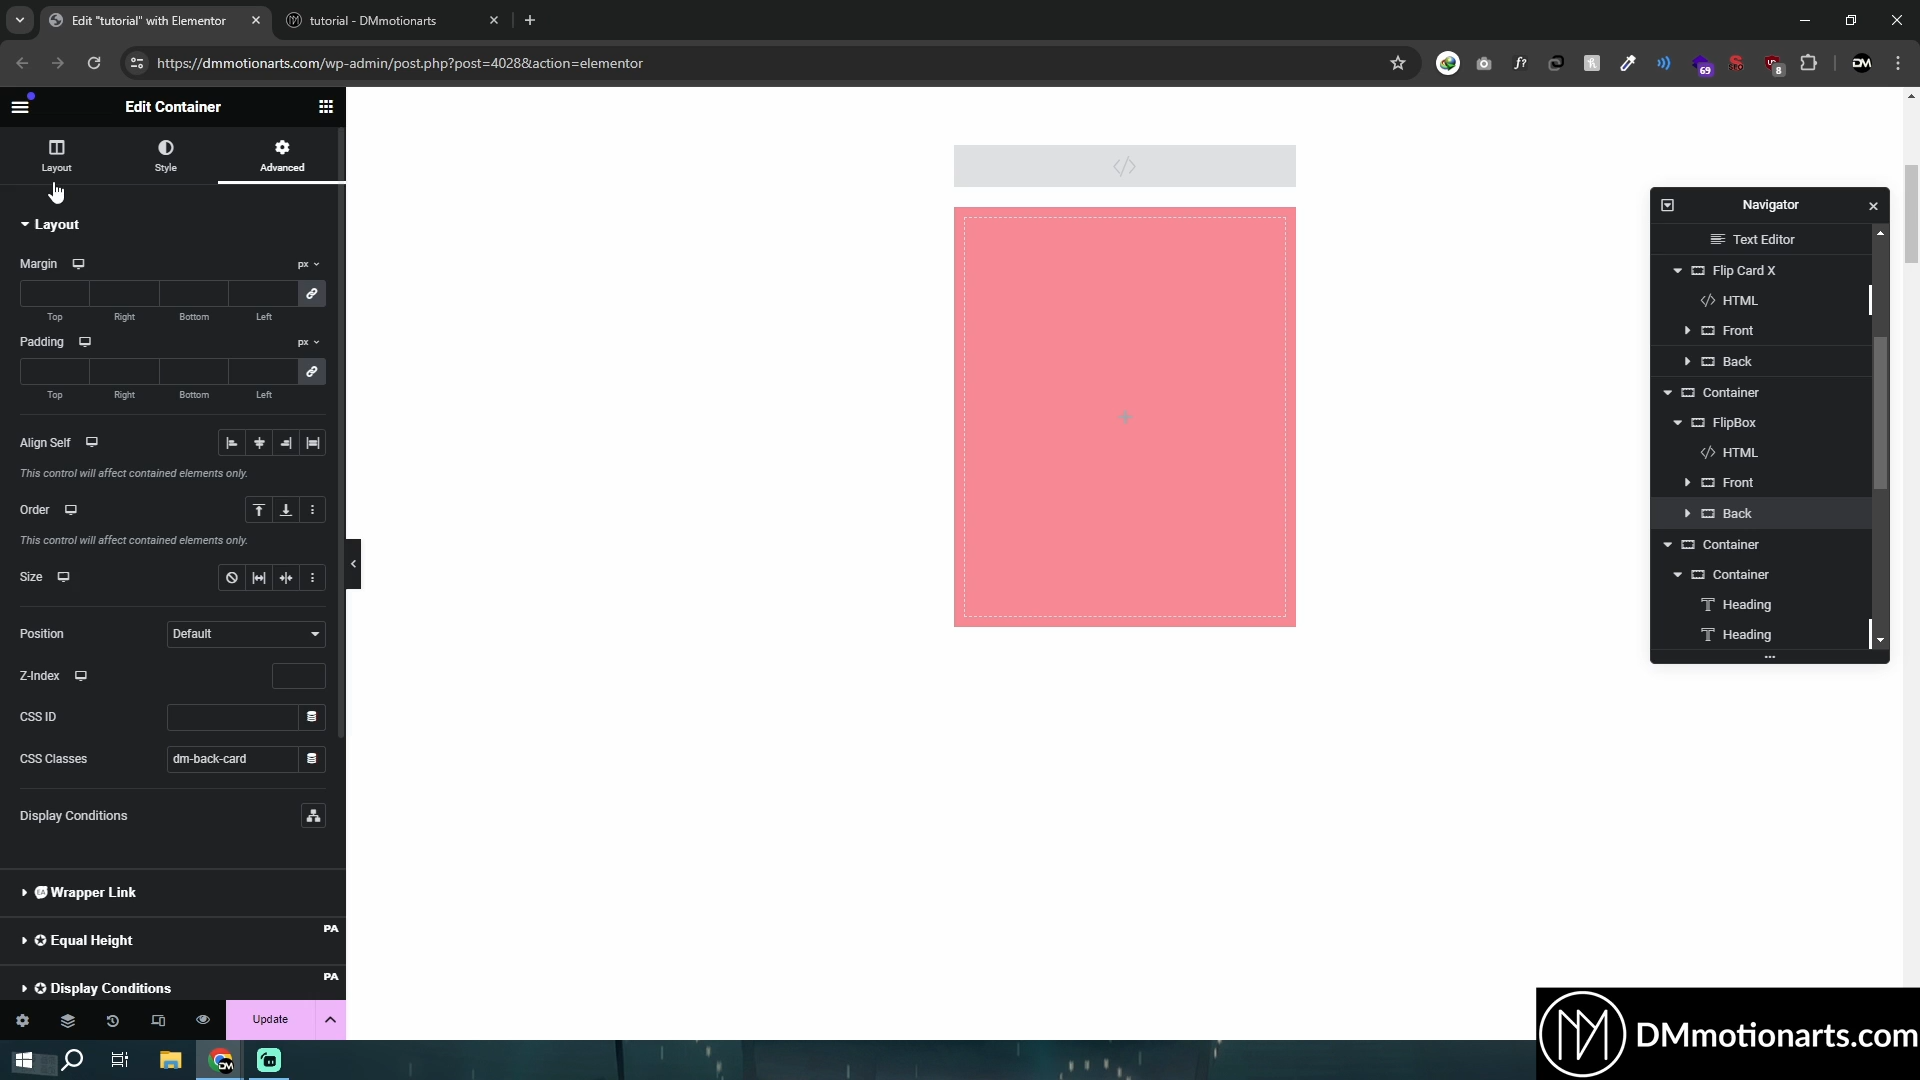 Edit "tutorial" with Elementor
tutorial - DMmotionarts
https://dmmotionarts.com/wp-admin/post.php?post=4028&action=elementor
f?
69
8
DM
Edit Container
Layout
Style
Advanced
Layout
Margin
px
Top Right Bottom Left
Padding
px
Top Right Bottom Left
Align Self
This control will affect contained elements only.
Order
This control will affect contained elements only.
Size
Position
Default
Z-Index
CSS ID
CSS Classes
dm-back-card
Display Conditions
Wrapper Link
PA
Equal Height
PA
Display Conditions
Update
Navigator
Text Editor
Flip Card X
HTML
Front
Back
Container
FlipBox
HTML
Front
Back
Container
Container
Heading
Heading
DMmotionarts.com